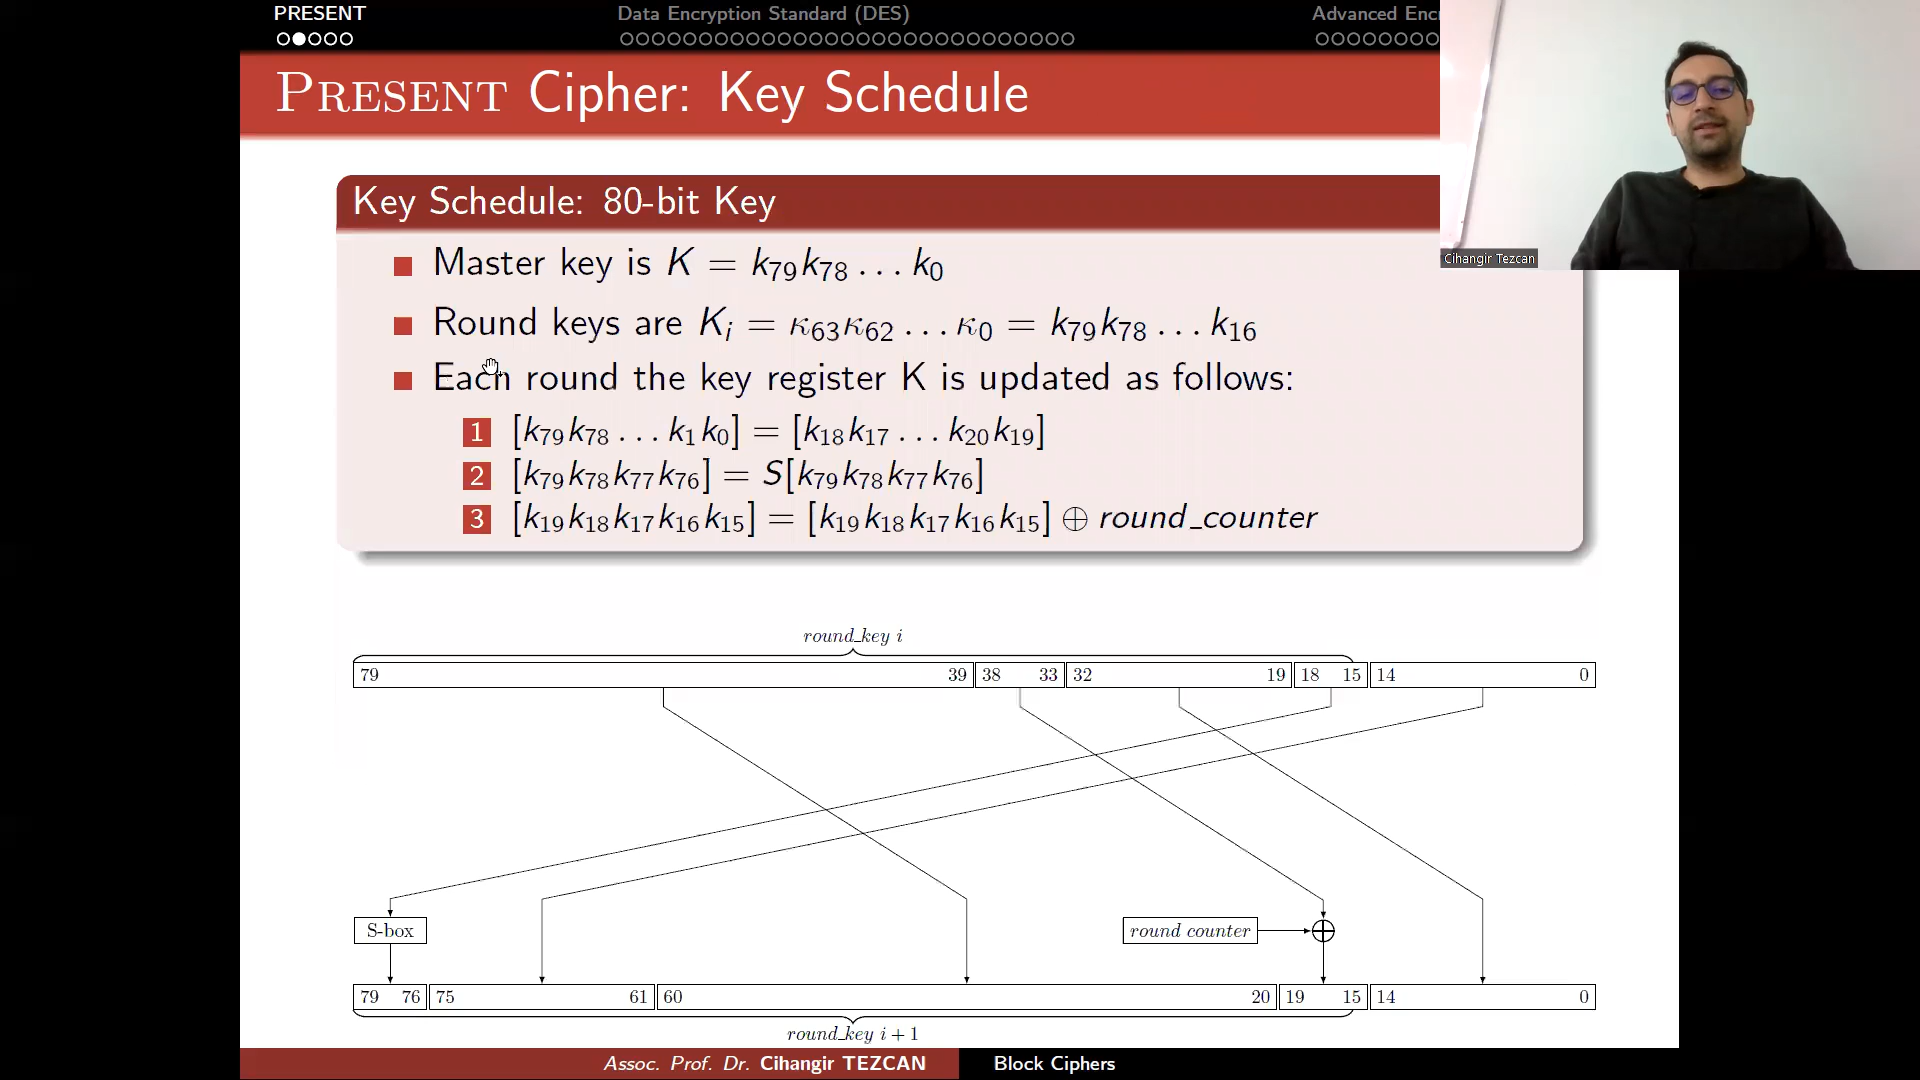 PRESENT Data Encryption Standard (DES) Advanced Enc
PRESENT Cipher: Key Schedule
Key Schedule: 80-bit Key
Cihangir Tezcan
Master key is K = k₇₉k₇₈ . . . k₀
Round keys are Kᵢ = κ₆₃κ₆₂ . . . κ₀ = k₇₉k₇₈ . . . k₁₆
Each round the key register K is updated as follows:
1 [k₇₉k₇₈ . . . k₁k₀] = [k₁₈k₁₇ . . . k₂₀k₁₉]
2 [k₇₉k₇₈k₇₇k₇₆] = S[k₇₉k₇₈k₇₇k₇₆]
3 [k₁₉k₁₈k₁₇k₁₆k₁₅] = [k₁₉k₁₈k₁₇k₁₆k₁₅] ⊕ round_counter
round_key i
79 39 38 33 32 19 18 15 14 0
S-box round counter
79 76 75 61 60 20 19 15 14 0
round_key i + 1
Assoc. Prof. Dr. Cihangir TEZCAN Block Ciphers